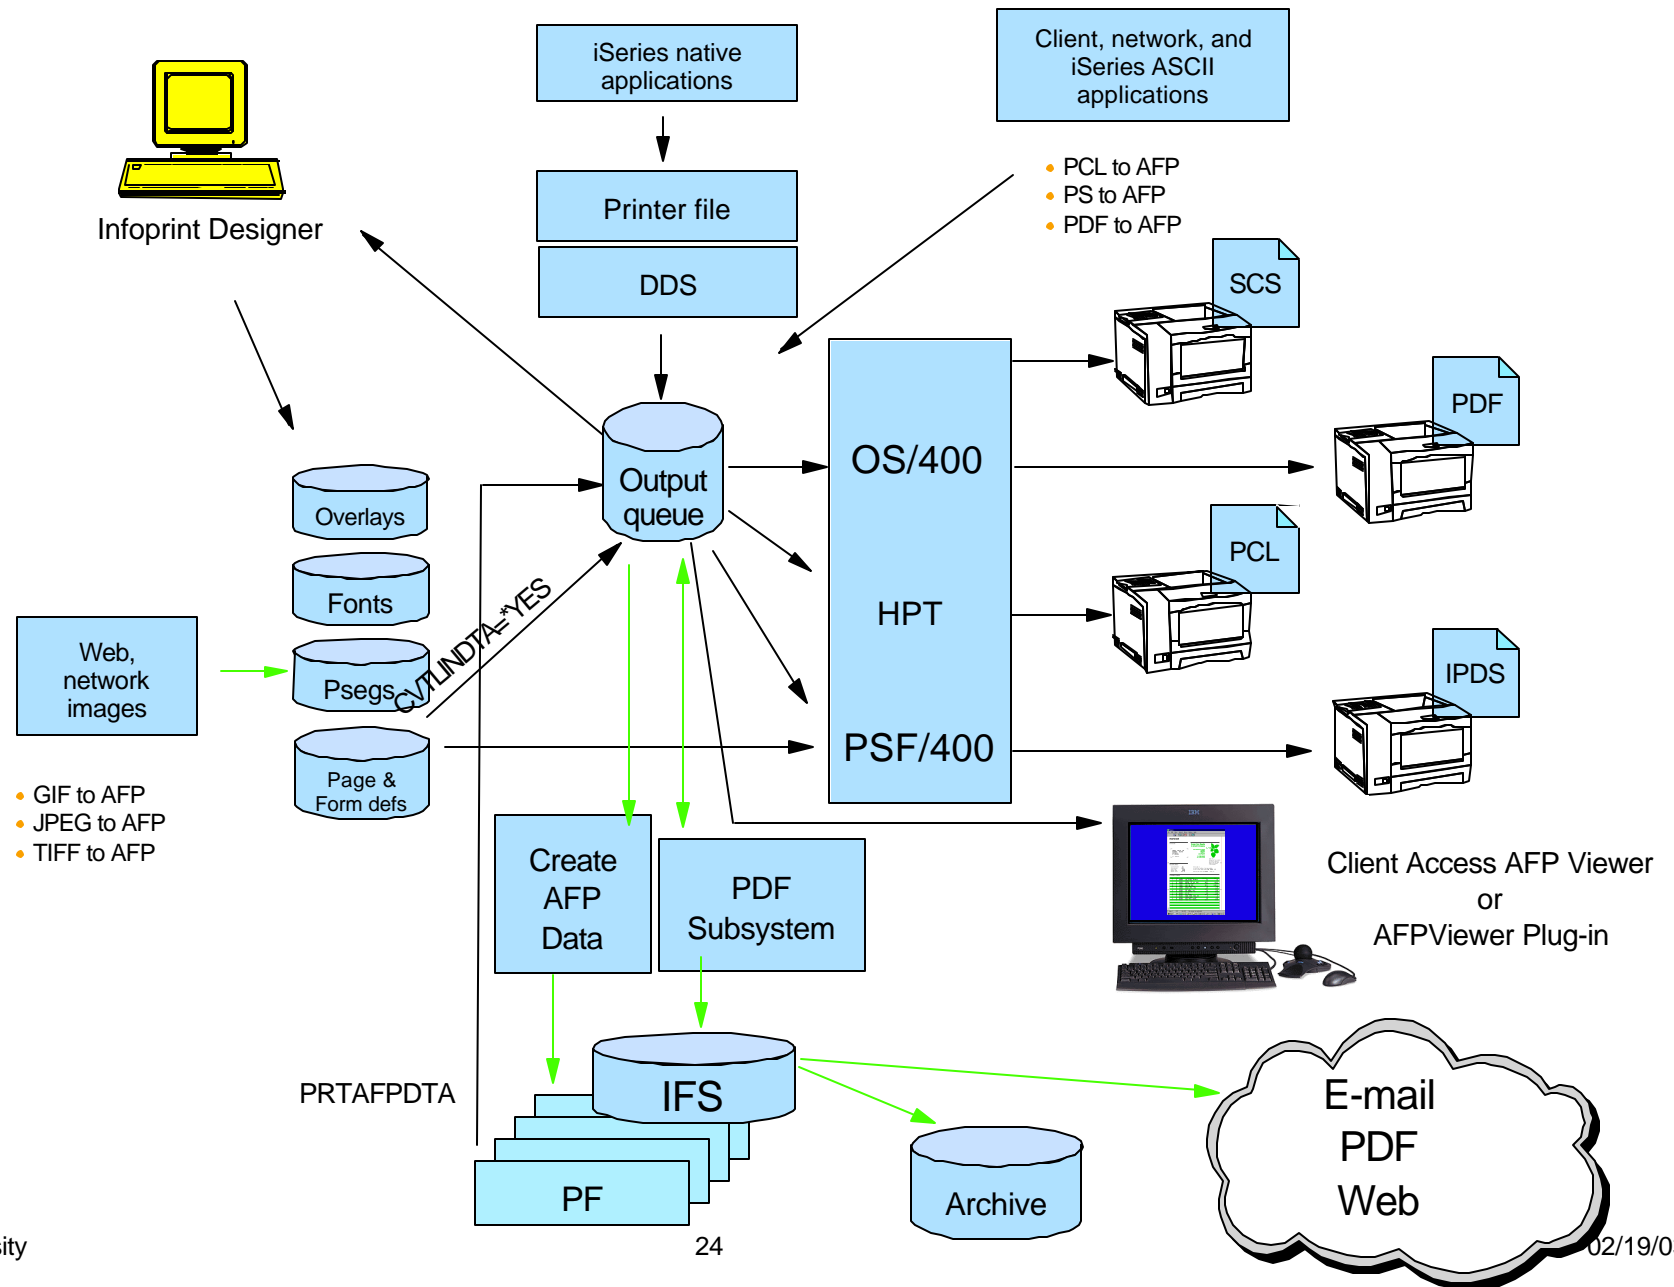 iSeries native
applications
Client, network, and
iSeries ASCII
applications
Infoprint Designer
Printer file
DDS
• PCL to AFP
• PS to AFP
• PDF to AFP
SCS
PDF
OS/400
Output
queue
Overlays
Fonts
Psegs
Page &
Form defs
CVTLINDTA=*YES
HPT
PCL
PSF/400
IPDS
Web,
network
images
• GIF to AFP
• JPEG to AFP
• TIFF to AFP
Create
AFP
Data
PDF
Subsystem
Client Access AFP Viewer
or
AFPViewer Plug-in
PRTAFPDTA
IFS
PF
Archive
E-mail
PDF
Web
24